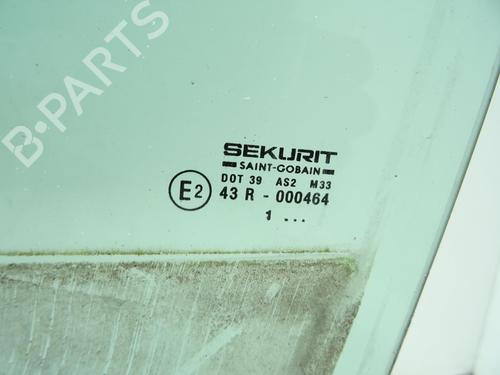 B-PARTS
SEKURIT
SAINT-GOBAIN
DOT 39 AS2 M33
E2 43 R - 000464
1 ...